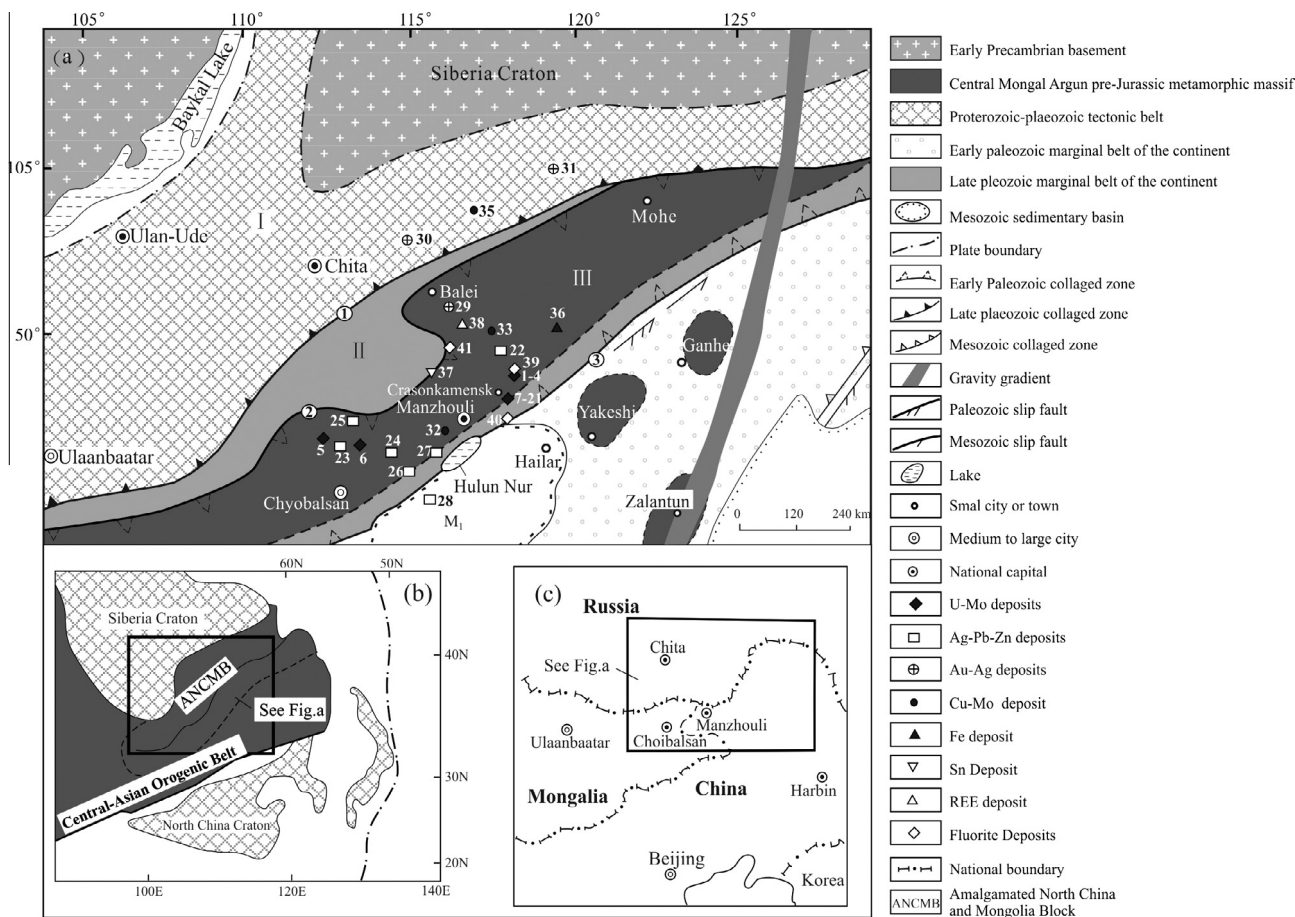 105° 110° 115° 120° 125°
(a)
Baykal Lake
Siberia Craton
105°
31
I
Mohe
35
Ulan-Ude
30
Chita
III
Balei
29
1
38
33
36
50°
II
41
22
39
3
Ganhe
37
1-4
Crasonkamensk
7-21
Manzhouli
2
25
40
Yakeshi
32
24
5
23
6
27
Hailar
Ulaanbaatar
26
Hulun Nur
Chyobalsan
28
Zalantun
M1
0 120 240 km
60N 50N
(b)
Siberia Craton
40N
ANCMB
See Fig.a
Central-Asian Orogenic Belt
30N
North China Craton
20N
100E 120E 140E
(c)
Russia
Chita
See Fig.a
Manzhouli
Ulaanbaatar
Choibalsan
Mongalia
China
Harbin
Beijing
Korea
Early Precambrian basement
Central Mongal Argun pre-Jurassic metamorphic massif
Proterozoic-plaeozoic tectonic belt
Early paleozoic marginal belt of the continent
Late pleozoic marginal belt of the continent
Mesozoic sedimentary basin
Plate boundary
Early Paleozoic collaged zone
Late plaeozoic collaged zone
Mesozoic collaged zone
Gravity gradient
Paleozoic slip fault
Mesozoic slip fault
Lake
Smal city or town
Medium to large city
National capital
U-Mo deposits
Ag-Pb-Zn deposits
Au-Ag deposits
Cu-Mo deposit
Fe deposit
Sn Deposit
REE deposit
Fluorite Deposits
National boundary
ANCMB
Amalgamated North China
and Mongolia Block